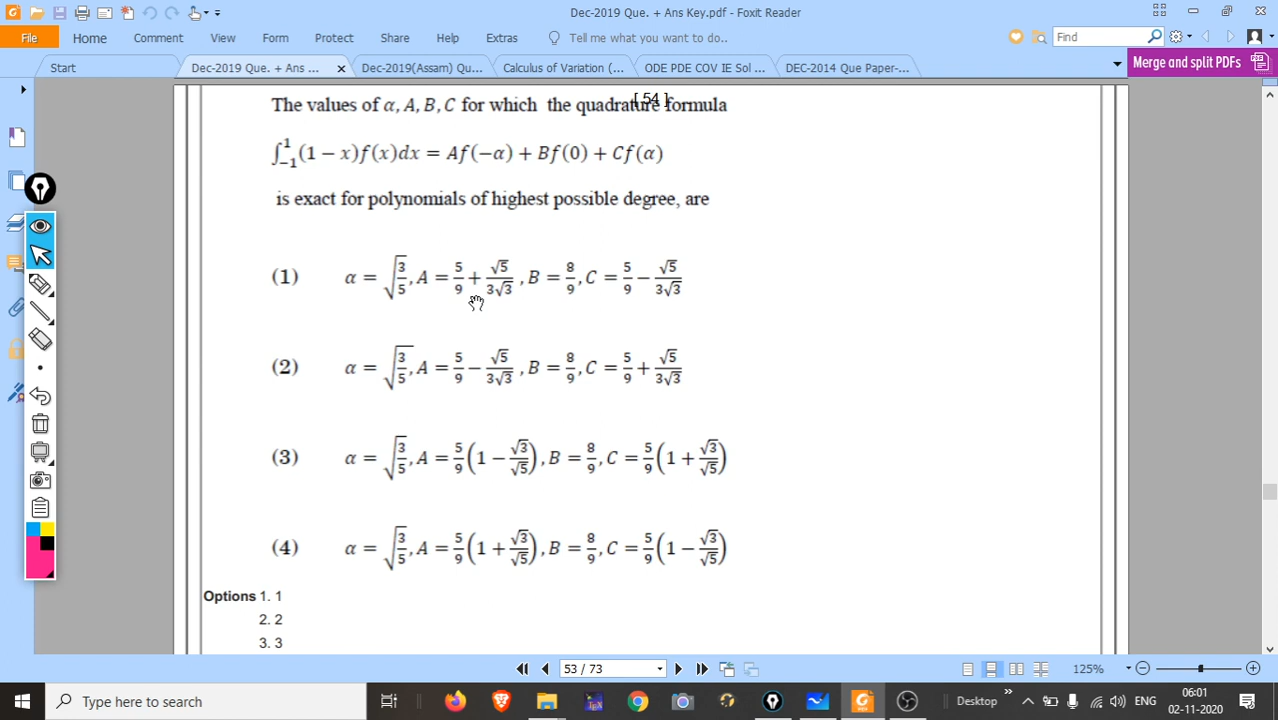 Dec-2019 Que. + Ans Key.pdf - Foxit Reader
File Home Comment View Form Protect Share Help Extras Tell me what you want to do.. Find
Start Dec-2019 Que. + Ans ... Dec-2019(Assam) Qu... Calculus of Variation (... ODE PDE COV IE Sol ... DEC-2014 Que Paper-... Merge and split PDFs
[ 54 ]
The values of α, A, B, C for which the quadrature formula
∫₋₁¹(1 − x)f(x)dx = Af(−α) + Bf(0) + Cf(α)
is exact for polynomials of highest possible degree, are
(1) α = √(3/5), A = 5/9 + √5/(3√3), B = 8/9, C = 5/9 − √5/(3√3)
(2) α = √(3/5), A = 5/9 − √5/(3√3), B = 8/9, C = 5/9 + √5/(3√3)
(3) α = √(3/5), A = 5/9(1 − √3/√5), B = 8/9, C = 5/9(1 + √3/√5)
(4) α = √(3/5), A = 5/9(1 + √3/√5), B = 8/9, C = 5/9(1 − √3/√5)
Options 1. 1
2. 2
3. 3
53 / 73 125%
Type here to search Desktop ENG 06:01
02-11-2020